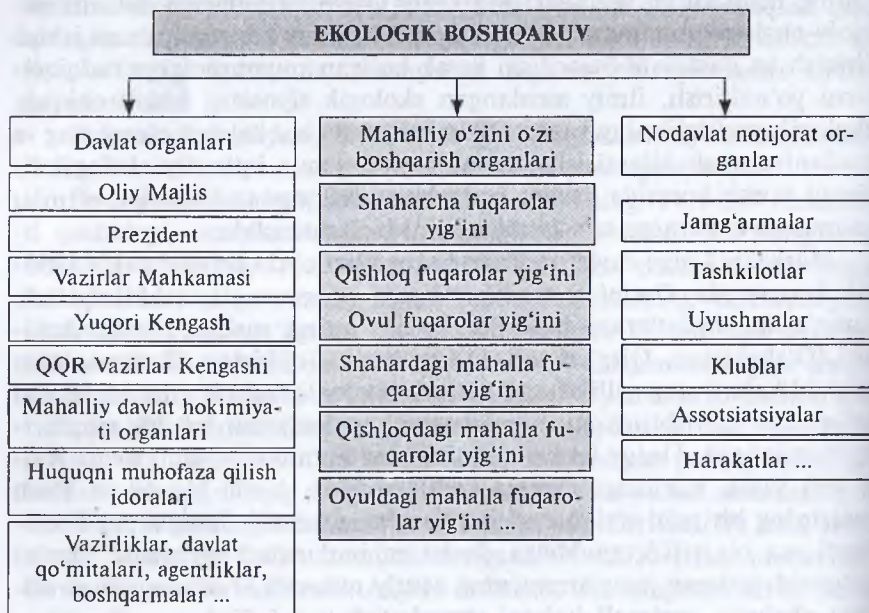 EKOLOGIK BOSHQARUV
Davlat organlari
Oliy Majlis
Prezident
Vazirlar Mahkamasi
Yuqori Kengash
QQR Vazirlar Kengashi
Mahalliy davlat hokimiya-
ti organlari
Huquqni muhofaza qilish
idoralari
Vazirliklar davlat
qo‘mitalari agentliklar,
boshqarmalar
Mahalliy o‘zini o‘zi
boshqarish organlari
Shaharcha fuqarolar
yig‘ini
Qishloq fuqarolar yig‘ini
Ovul fuqarolar yig‘ini
Shahardagi mahalla fu-
qarolar yig‘ini
Qishloqdagi mahalla fu-
qarolar yig‘ini
Ovuldagi mahalla fuqaro-
lar yig‘ini...
Nodavlat notijorat or-
ganlar
Jamg‘armalar
Tashkilotlar
Uyushmalar
Klublar
Assotsiatsiyalar
Harakatlar ...